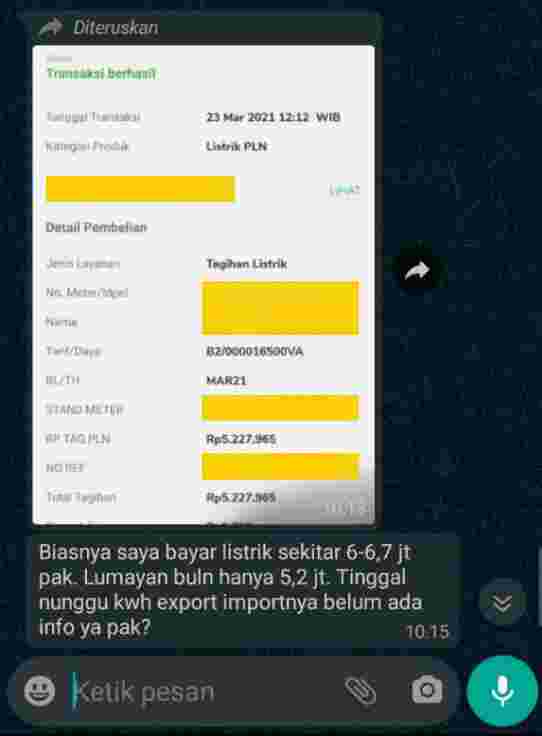 Diteruskan
Transaksi berhasil
Tanggal Transaksi 23 Mar 2021 12:12 WIB
Kategori Produk Listrik PLN
LIHAT
Detail Pembelian
Jenis Layanan Tagihan Listrik
No. Meter/Idpel
Nama
Tarif/Daya B2/000016500VA
BL/TH MAR21
STAND METER
RP TAG PLN Rp5.227.965
NO REF
Total Tagihan Rp5.227.965
Biasnya saya bayar listrik sekitar 6-6,7 jt
pak. Lumayan buln hanya 5,2 jt. Tinggal
nunggu kwh export importnya belum ada
info ya pak?
10.15
Ketik pesan